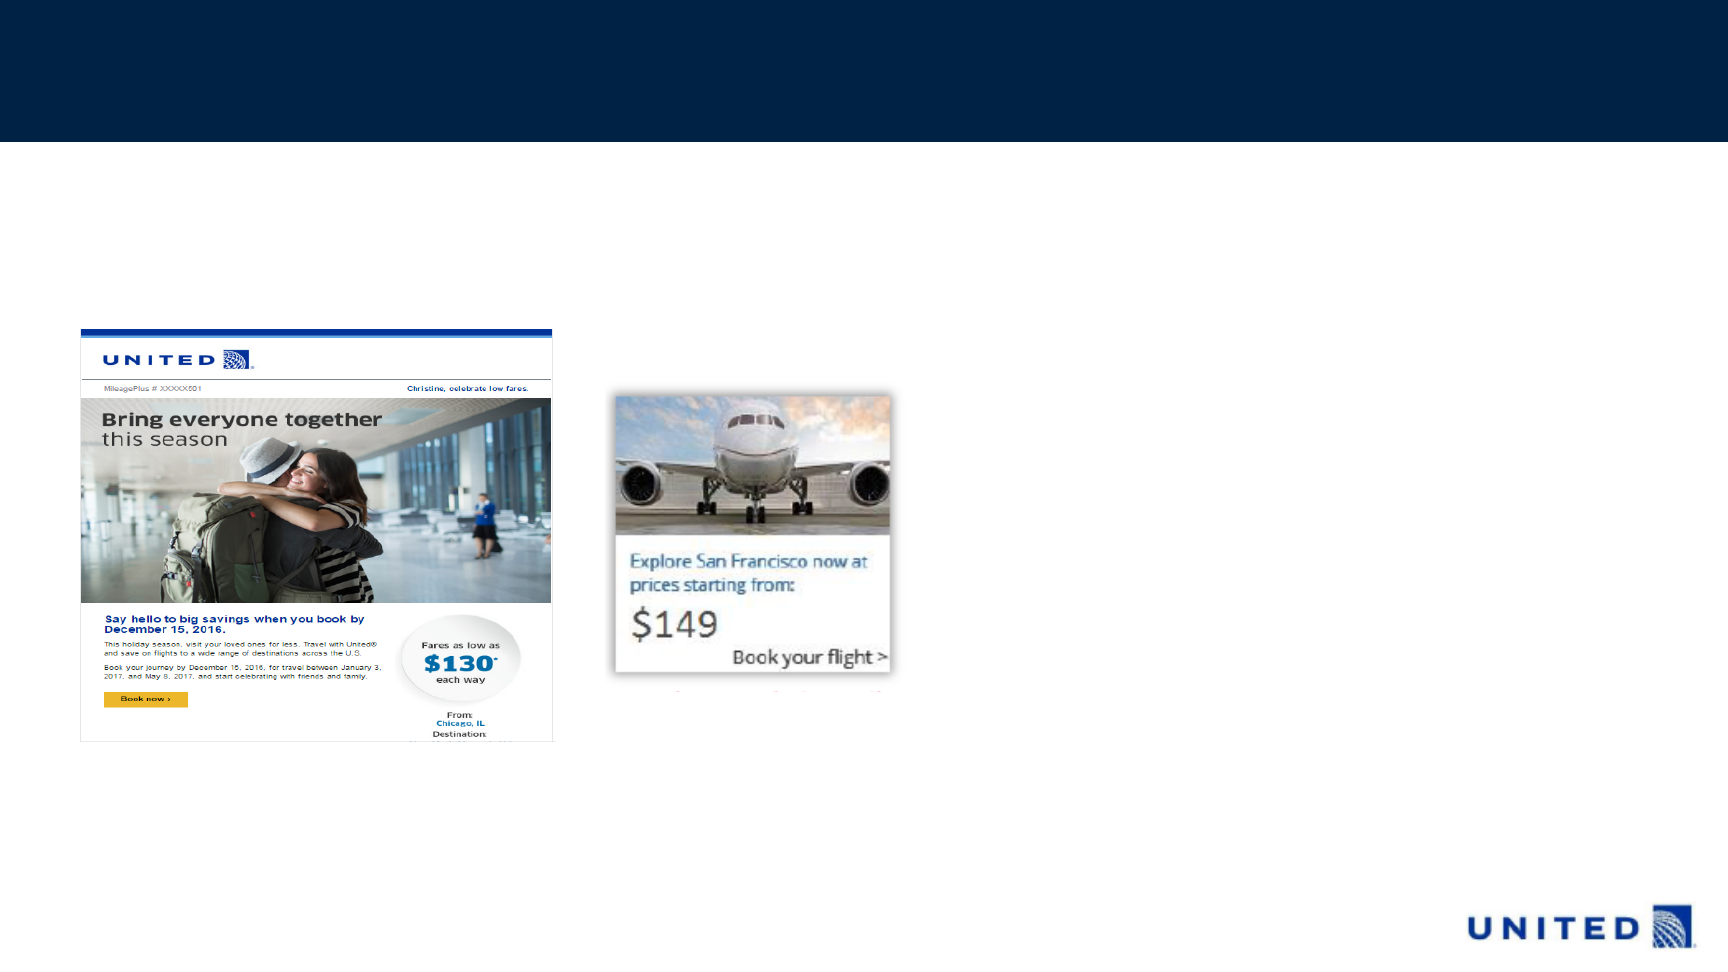 UNITED
MileagePlus # XXXXX501
Christine, celebrate low fares.
Bring everyone together
this season
Say hello to big savings when you book by
December 15, 2016.
This holiday season, visit your loved ones for less. Travel with United®
and save on flights to a wide range of destinations across the U.S.
Book your journey by December 15, 2016, for travel between January 3,
2017, and May 8, 2017, and start celebrating with friends and family.
Book now ›
Fares as low as
$130*
each way
From:
Chicago, IL
Destination:
Explore San Francisco now at
prices starting from:
$149
Book your flight >
UNITED